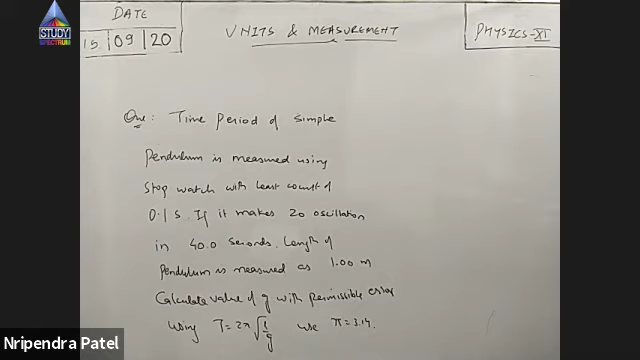 STUDY
SPECTRUM
DATE
15 | 09 | 20
UNITS & MEASUREMENT
PHYSICS-XI
Que: Time Period of Simple
Pendulum is measured using
Stop watch with least count of
0.1 s. If it makes 20 oscillation
in 40.0 seconds. Length of
Pendulum is measured as 1.00 m
Calculate value of g with permissible error
using T = 2π √l/g use π = 3.14.
Nripendra Patel